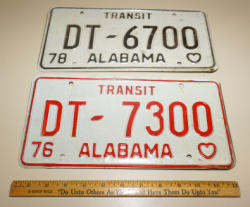 TRANSIT
DT-6700
78 ALABAMA
TRANSIT
DT-7300
76 ALABAMA
"Do Unto Others As You Would Have Them Do Unto You"